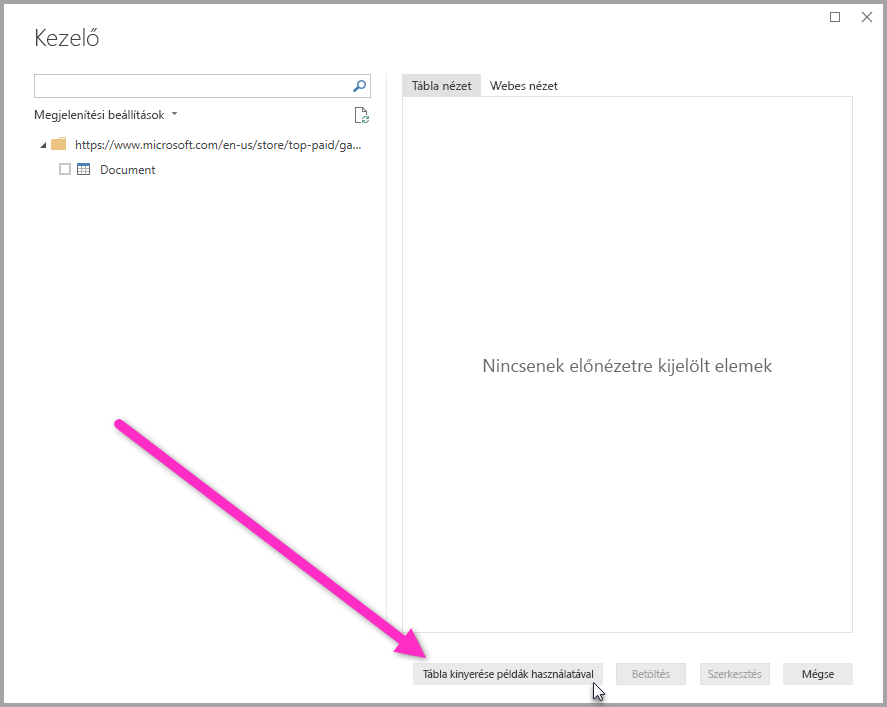 Kezelő
Tábla nézet
Webes nézet
Megjelenítési beállítások
https://www.microsoft.com/en-us/store/top-paid/ga...
Document
Nincsenek előnézetre kijelölt elemek
Tábla kinyerése példák használatával
Betöltés
Szerkesztés
Mégse